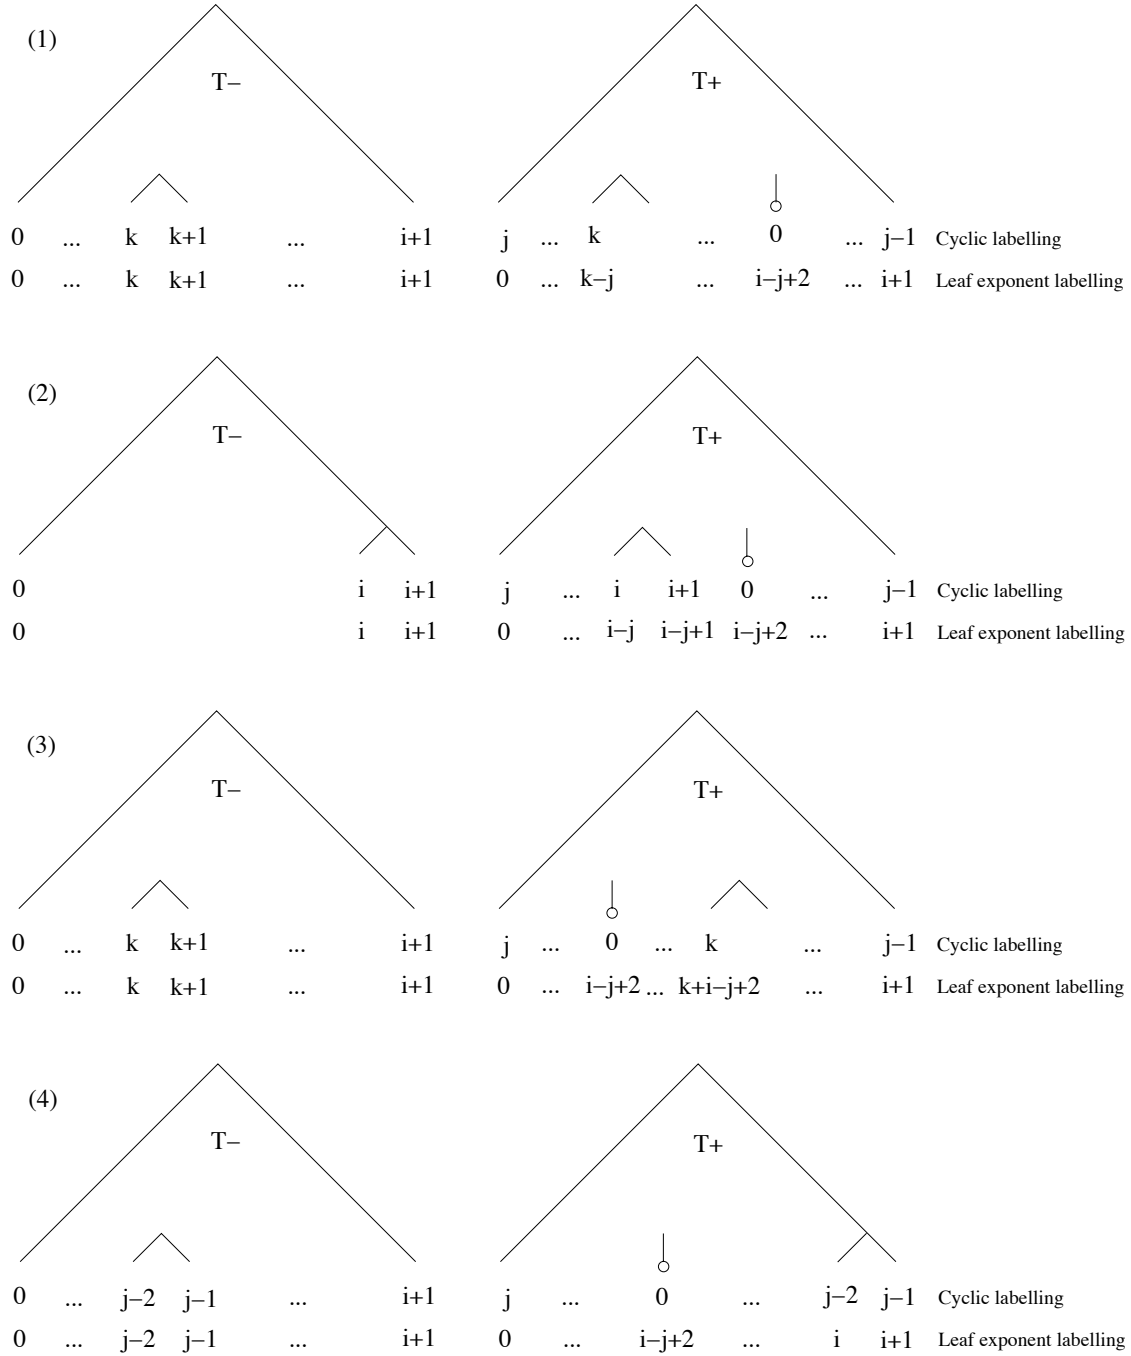 (1)
T– T+
0 ... k k+1 ... i+1 j ... k ... 0 ... j–1 Cyclic labelling
0 ... k k+1 ... i+1 0 ... k–j ... i–j+2 ... i+1 Leaf exponent labelling
(2)
T– T+
0 i i+1 j ... i i+1 0 ... j–1 Cyclic labelling
0 i i+1 0 ... i–j i–j+1 i–j+2 ... i+1 Leaf exponent labelling
(3)
T– T+
0 ... k k+1 ... i+1 j ... 0 ... k ... j–1 Cyclic labelling
0 ... k k+1 ... i+1 0 ... i–j+2 ... k+i–j+2 ... i+1 Leaf exponent labelling
(4)
T– T+
0 ... j–2 j–1 ... i+1 j ... 0 ... j–2 j–1 Cyclic labelling
0 ... j–2 j–1 ... i+1 0 ... i–j+2 ... i i+1 Leaf exponent labelling